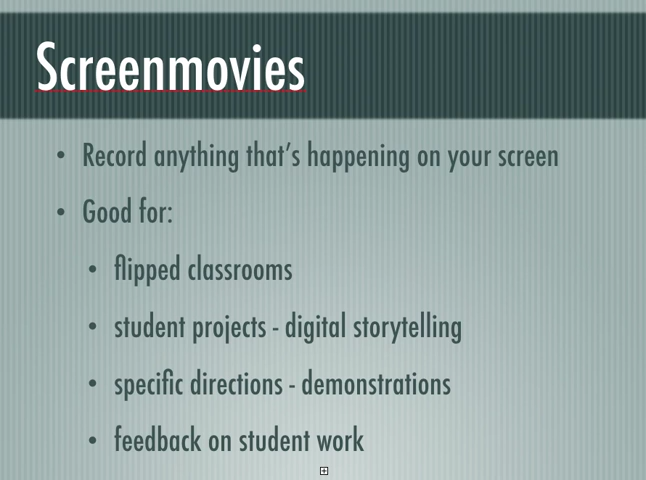 Screenmovies
• Record anything that’s happening on your screen
• Good for:
• flipped classrooms
• student projects - digital storytelling
• specific directions - demonstrations
• feedback on student work